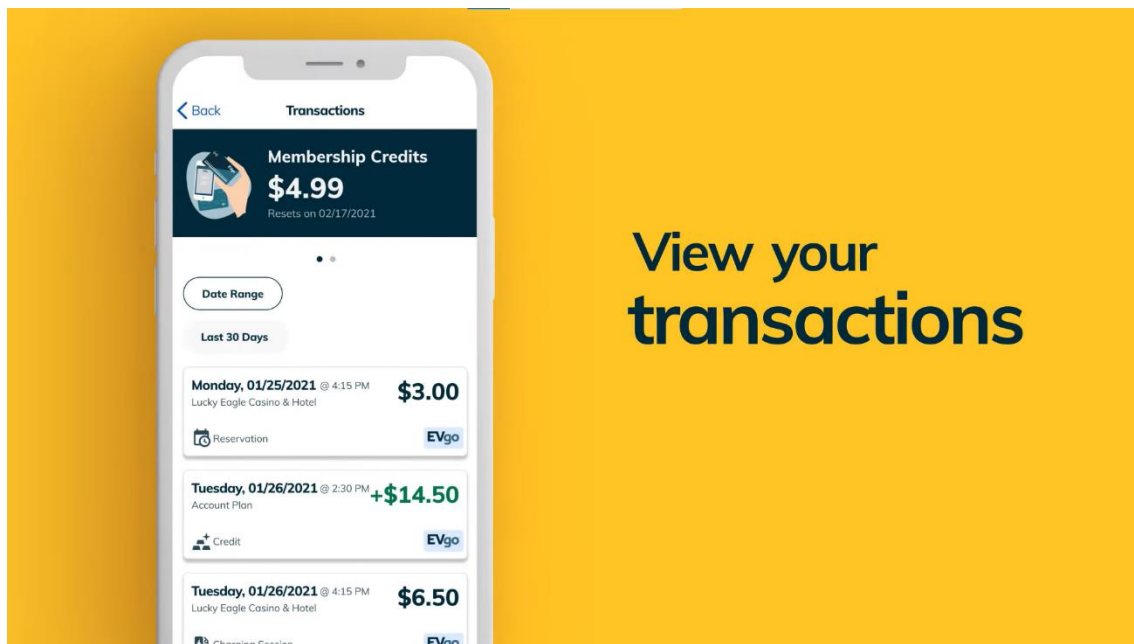 Back
Transactions
Membership Credits
$4.99
Resets on 02/17/2021
Date Range
Last 30 Days
Monday, 01/25/2021 @ 4:15 PM
$3.00
Lucky Eagle Casino & Hotel
Reservation
EVgo
Tuesday, 01/26/2021 @ 2:30 PM
+$14.50
Account Plan
Credit
EVgo
Tuesday, 01/26/2021 @ 4:15 PM
$6.50
Lucky Eagle Casino & Hotel
Charging Session
EVgo
View your
transactions